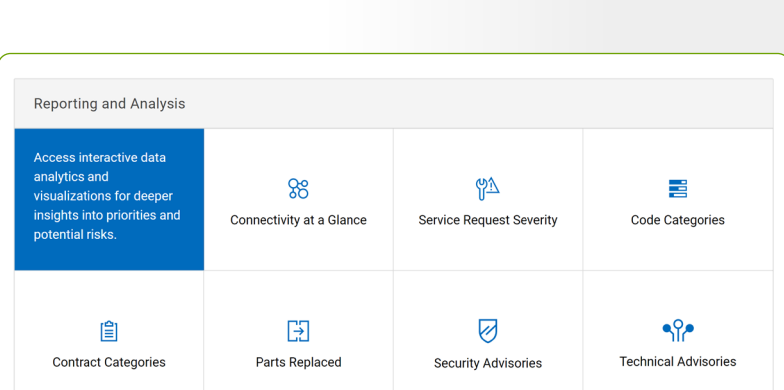 Reporting and Analysis
Access interactive data
analytics and
visualizations for deeper
insights into priorities and
potential risks.
Connectivity at a Glance
Service Request Severity
Code Categories
Contract Categories
Parts Replaced
Security Advisories
Technical Advisories